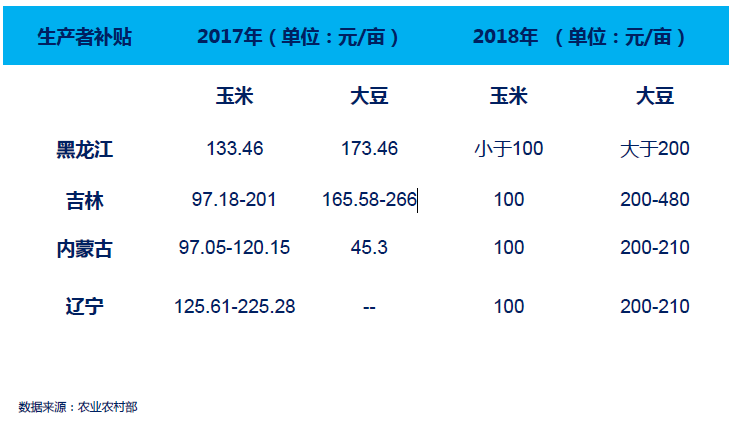 生产者补贴 2017年（单位：元/亩） 2018年 （单位：元/亩）
玉米 大豆 玉米 大豆
黑龙江 133.46 173.46 小于100 大于200
吉林 97.18-201 165.58-266 100 200-480
内蒙古 97.05-120.15 45.3 100 200-210
辽宁 125.61-225.28 -- 100 200-210
数据来源：农业农村部